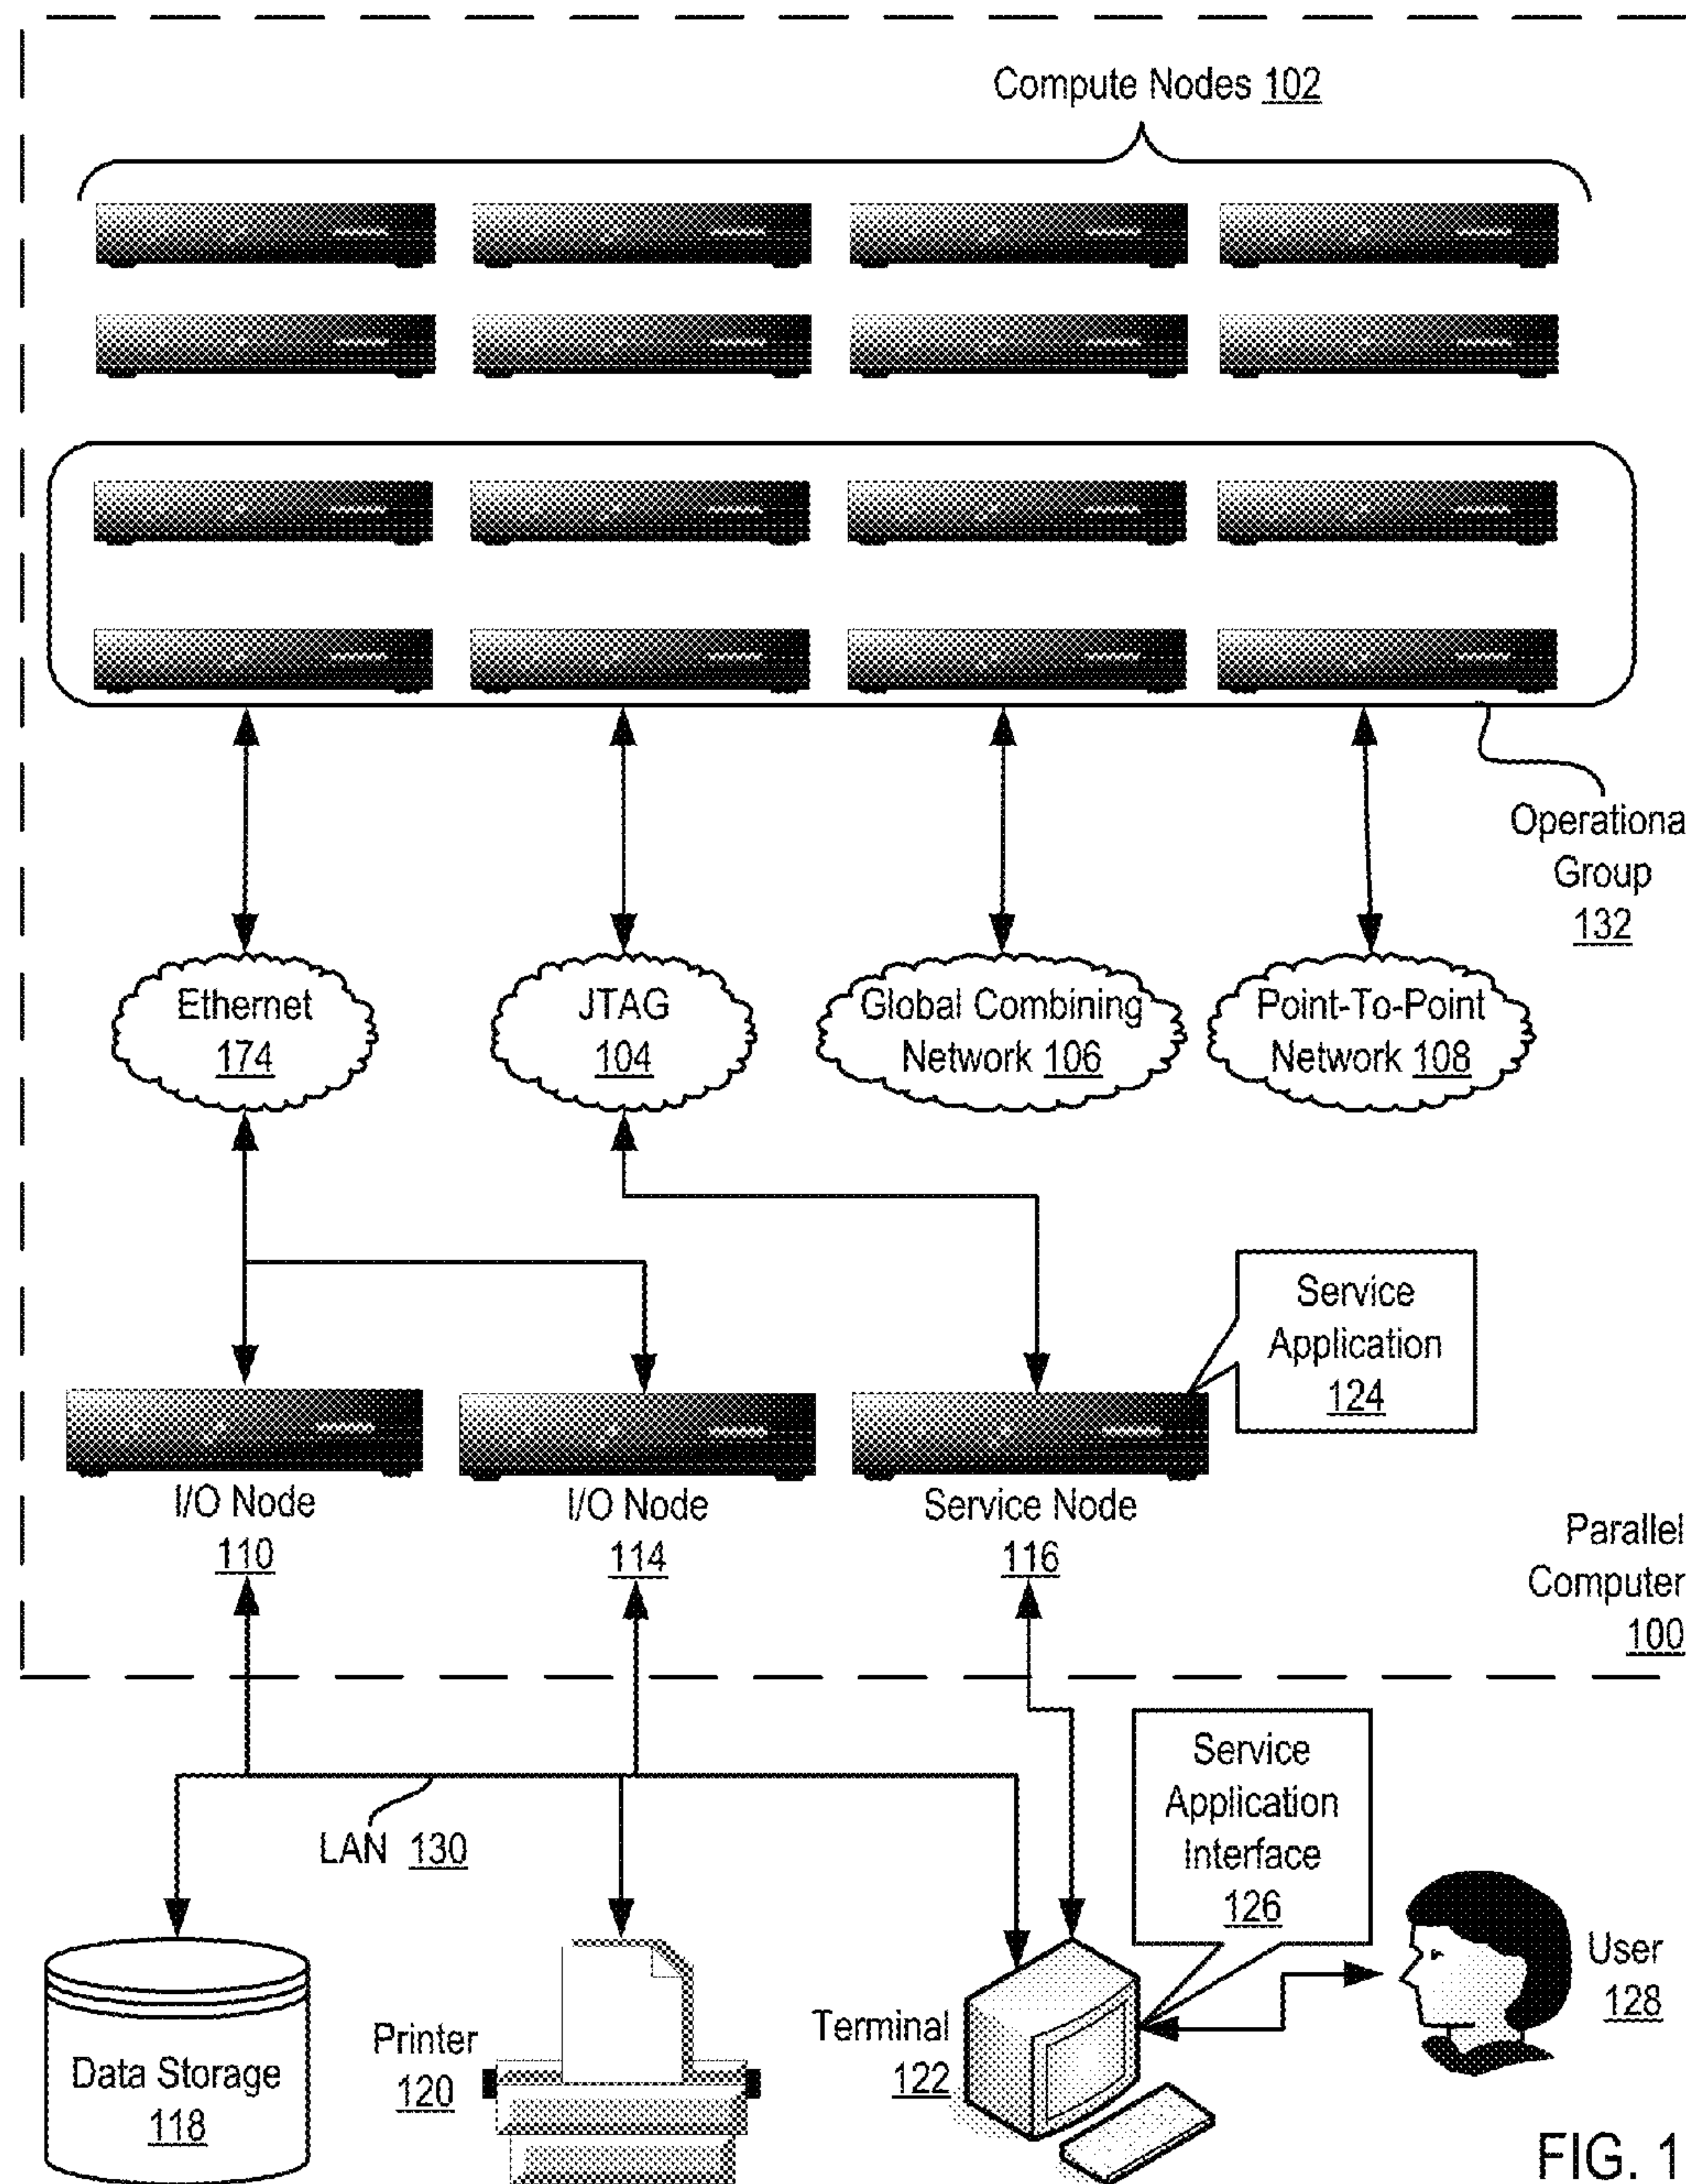 Compute Nodes 102
Operationa
Group
132
Ethernet
174
JTAG
104
Global Combining
Network 106
Point-To-Point
Network 108
Service
Application
124
I/O Node
110
I/O Node
114
Service Node
116
Parallel
Computer
100
LAN 130
Service
Application
Interface
126
User
128
Data Storage
118
Printer
120
Terminal
122
FIG. 1